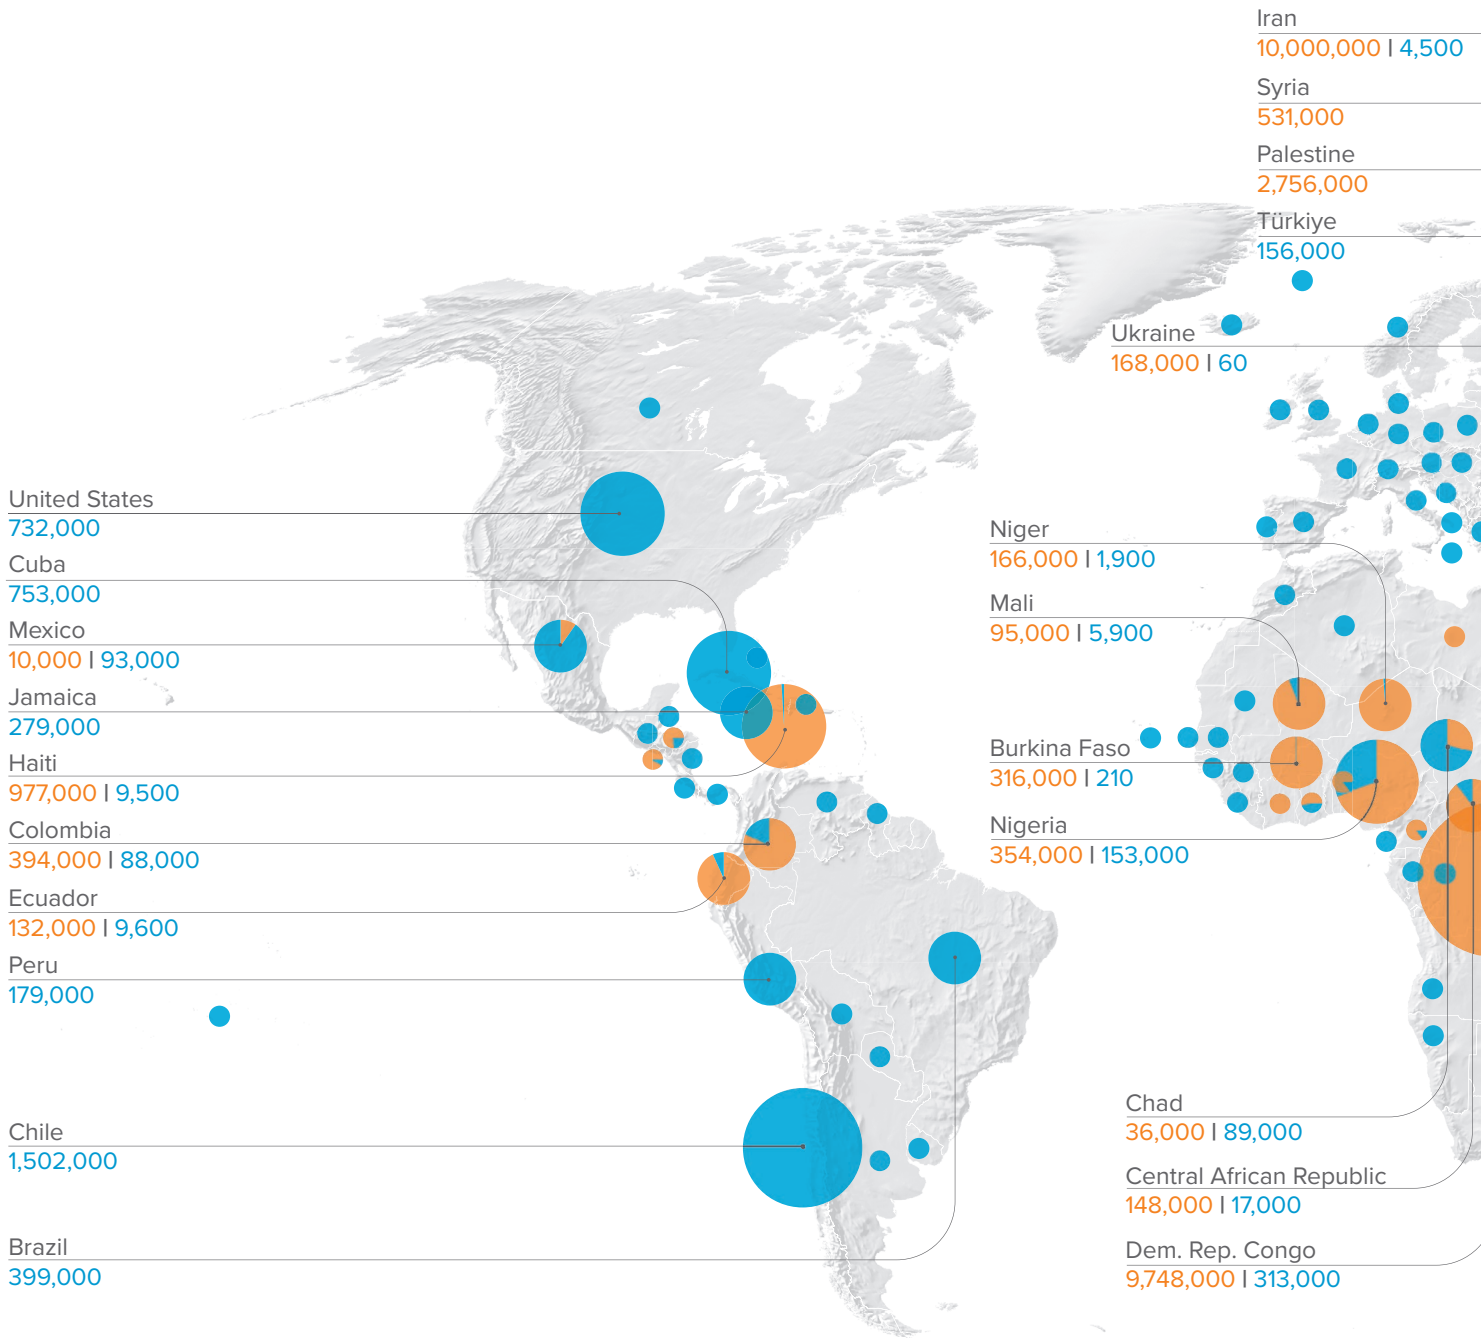 Iran
10,000,000 | 4,500
Syria
531,000
Palestine
2,756,000
Türkiye
156,000
Ukraine
168,000 | 60
United States
732,000
Cuba
753,000
Mexico
10,000 | 93,000
Jamaica
279,000
Haiti
977,000 | 9,500
Colombia
394,000 | 88,000
Ecuador
132,000 | 9,600
Peru
179,000
Chile
1,502,000
Brazil
399,000
Niger
166,000 | 1,900
Mali
95,000 | 5,900
Burkina Faso
316,000 | 210
Nigeria
354,000 | 153,000
Chad
36,000 | 89,000
Central African Republic
148,000 | 17,000
Dem. Rep. Congo
9,748,000 | 313,000